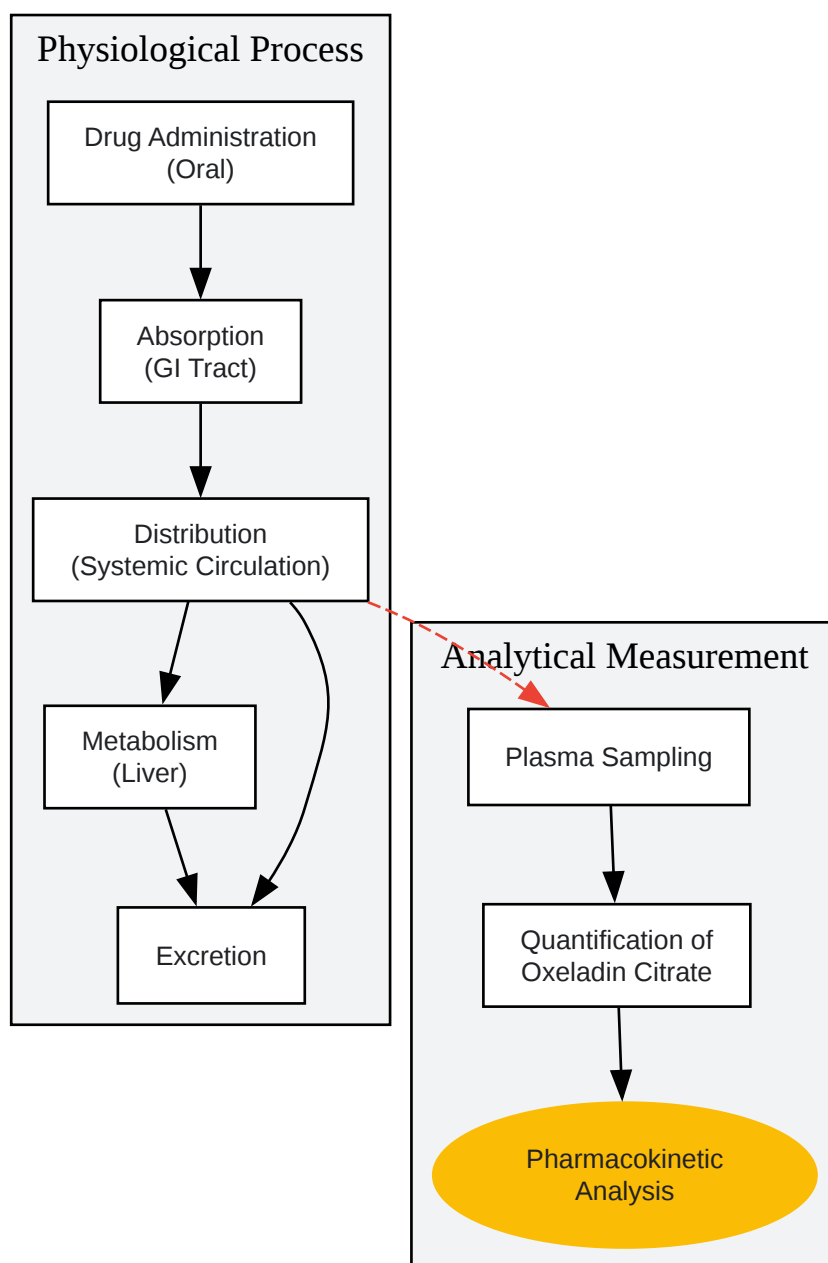 Physiological Process
Drug Administration
(Oral)
Absorption
(GI Tract)
Distribution
(Systemic Circulation)
Metabolism
(Liver)
Excretion
Analytical Measurement
Plasma Sampling
Quantification of
Oxeladin Citrate
Pharmacokinetic
Analysis